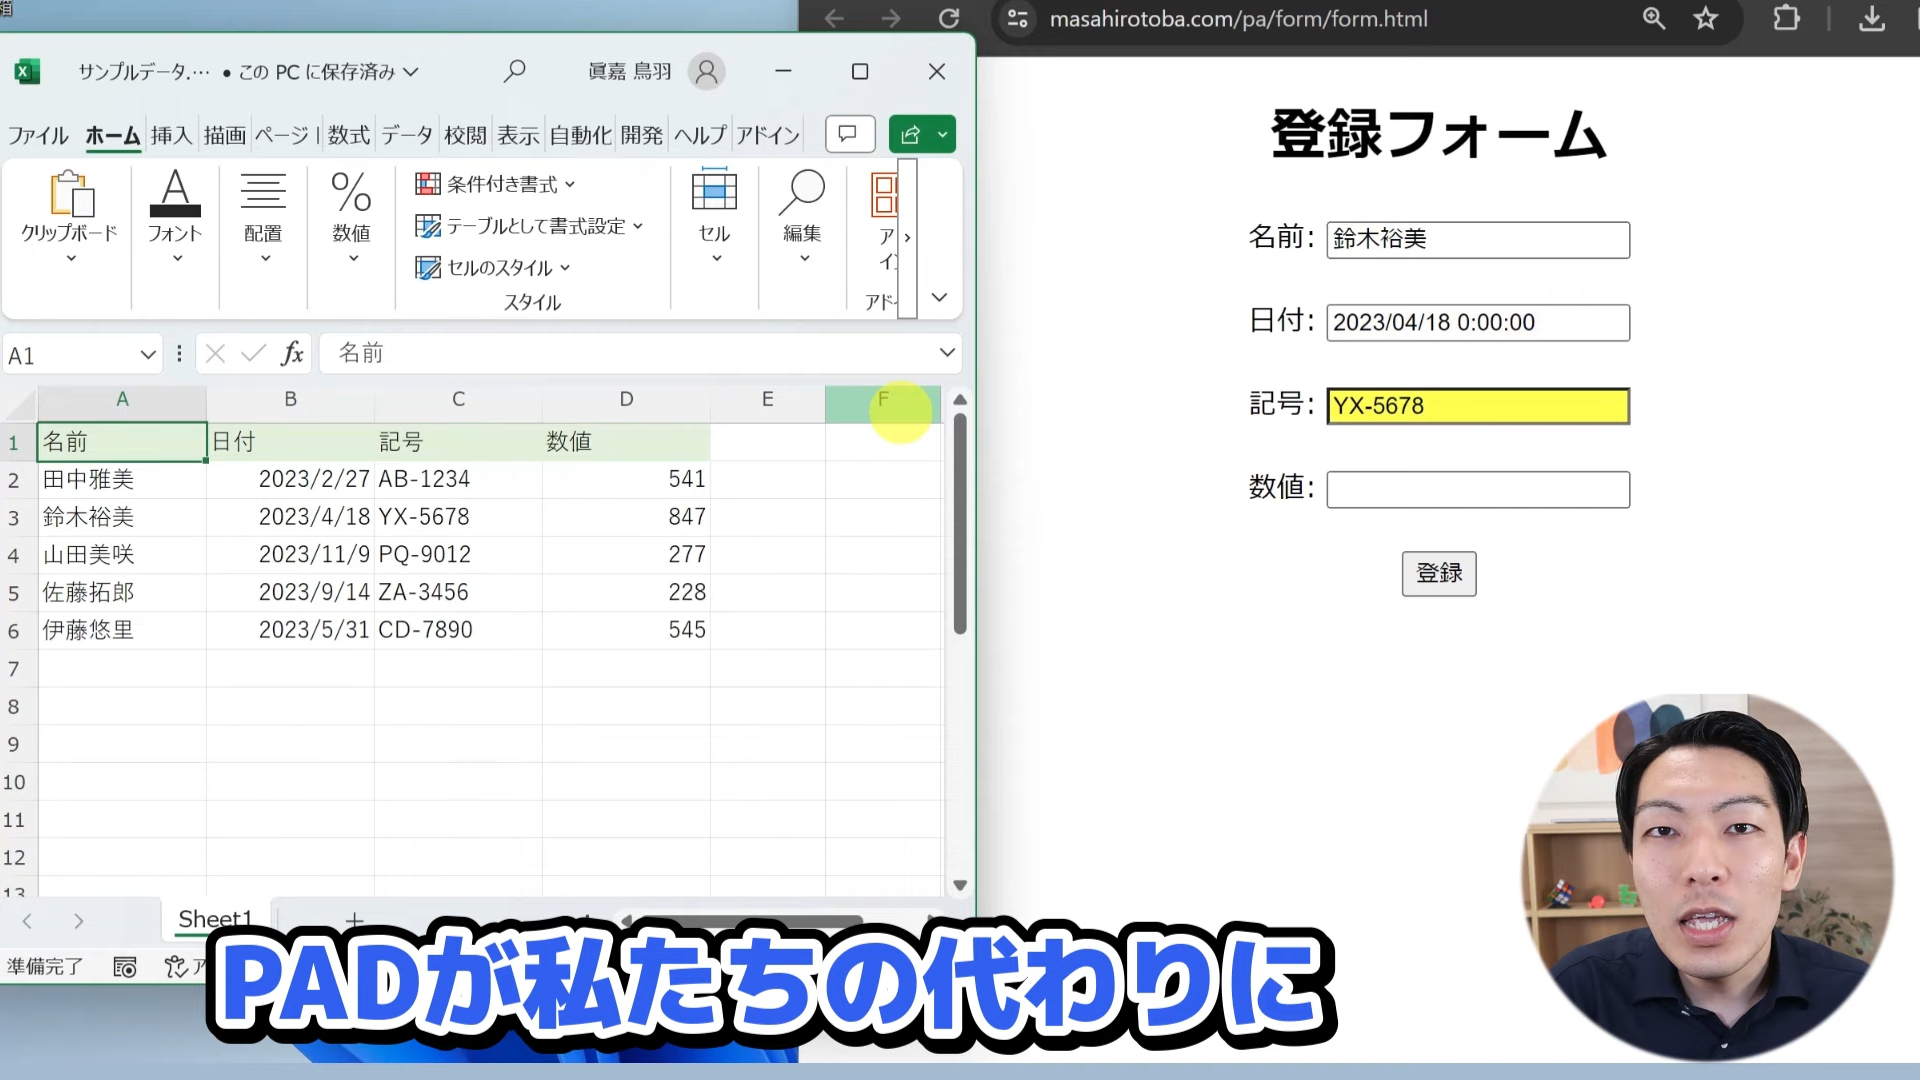 masahirotoba.com/pa/form/form.html
サンプルデータ.… • この PC に保存済み
眞嘉 鳥羽
ファイル ホーム 挿入 描画 ページ 数式 データ 校閲 表示 自動化 開発 ヘルプ アドイン
クリップボード
フォント
配置
%
数値
条件付き書式
テーブルとして書式設定
セルのスタイル
スタイル
セル
編集
A1
fx
名前
A B C D E F
1 名前 日付 記号 数値
2 田中雅美 2023/2/27 AB-1234 541
3 鈴木裕美 2023/4/18 YX-5678 847
4 山田美咲 2023/11/9 PQ-9012 277
5 佐藤拓郎 2023/9/14 ZA-3456 228
6 伊藤悠里 2023/5/31 CD-7890 545
7
8
9
10
11
12
13
Sheet1
準備完了
登録フォーム
名前: 鈴木裕美
日付: 2023/04/18 0:00:00
記号: YX-5678
数値:
登録
PADが私たちの代わりに